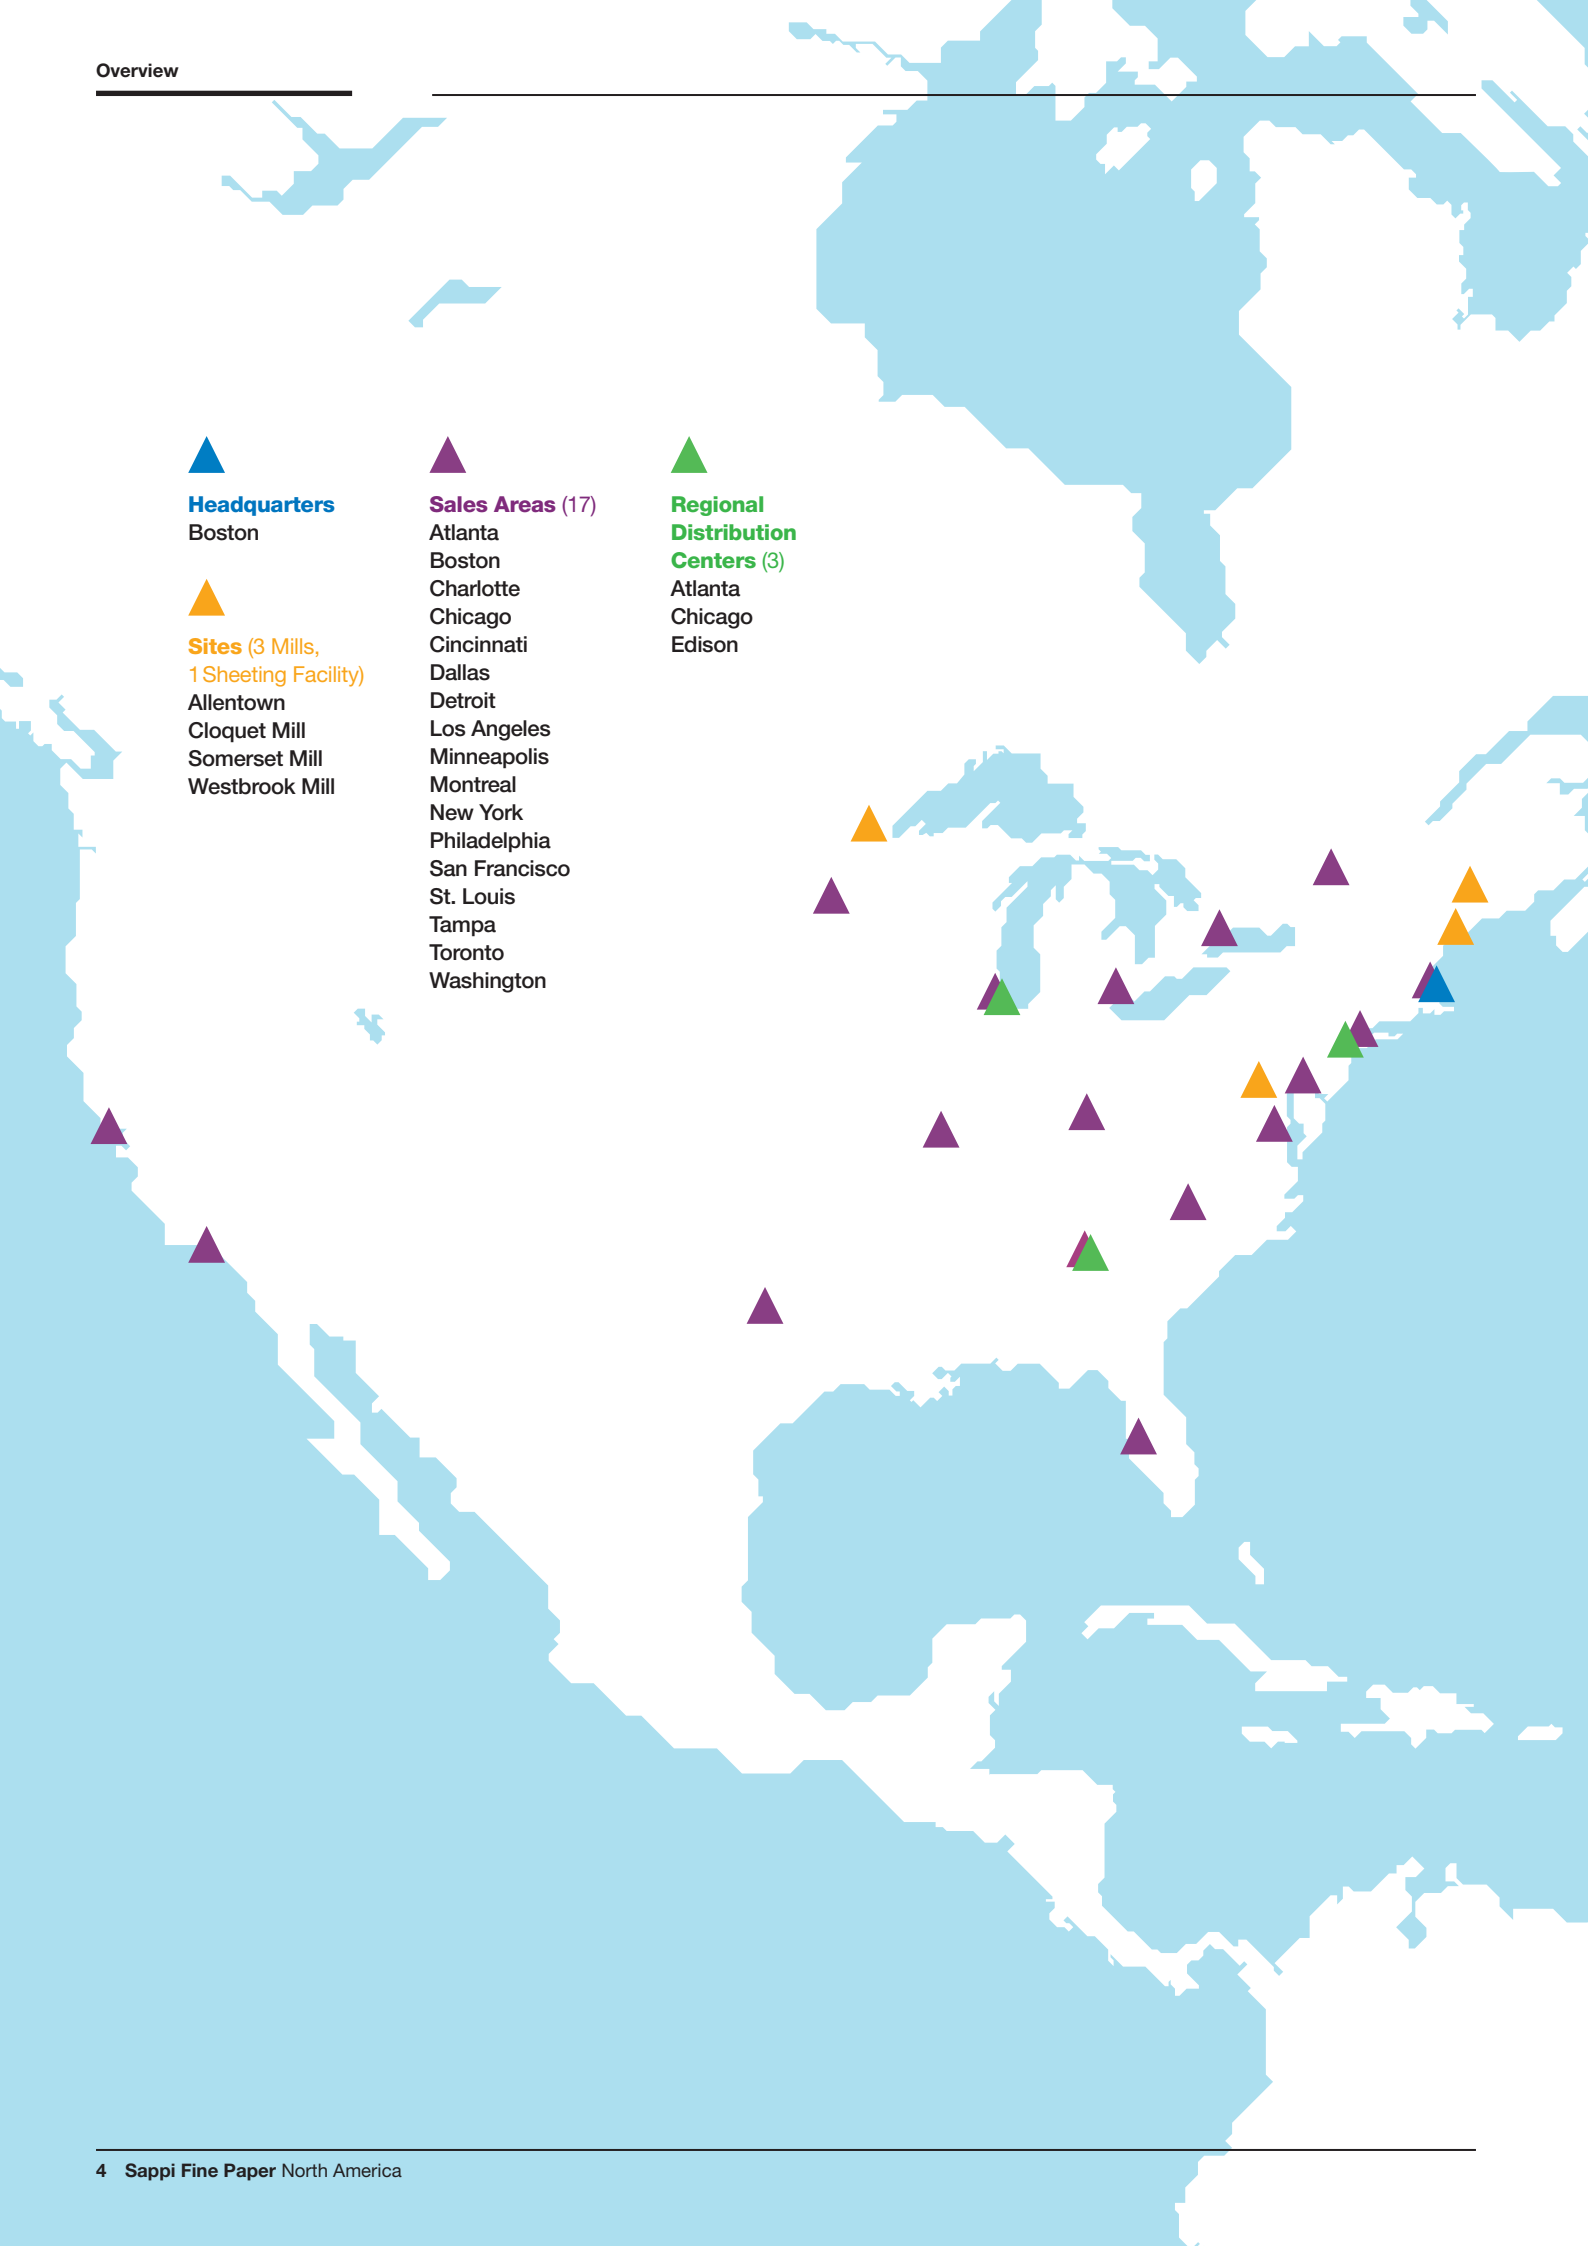 Overview
Headquarters
Boston
Sites (3 Mills,
1 Sheeting Facility)
Allentown
Cloquet Mill
Somerset Mill
Westbrook Mill
Sales Areas (17)
Atlanta
Boston
Charlotte
Chicago
Cincinnati
Dallas
Detroit
Los Angeles
Minneapolis
Montreal
New York
Philadelphia
San Francisco
St. Louis
Tampa
Toronto
Washington
Regional
Distribution
Centers (3)
Atlanta
Chicago
Edison
4 Sappi Fine Paper North America